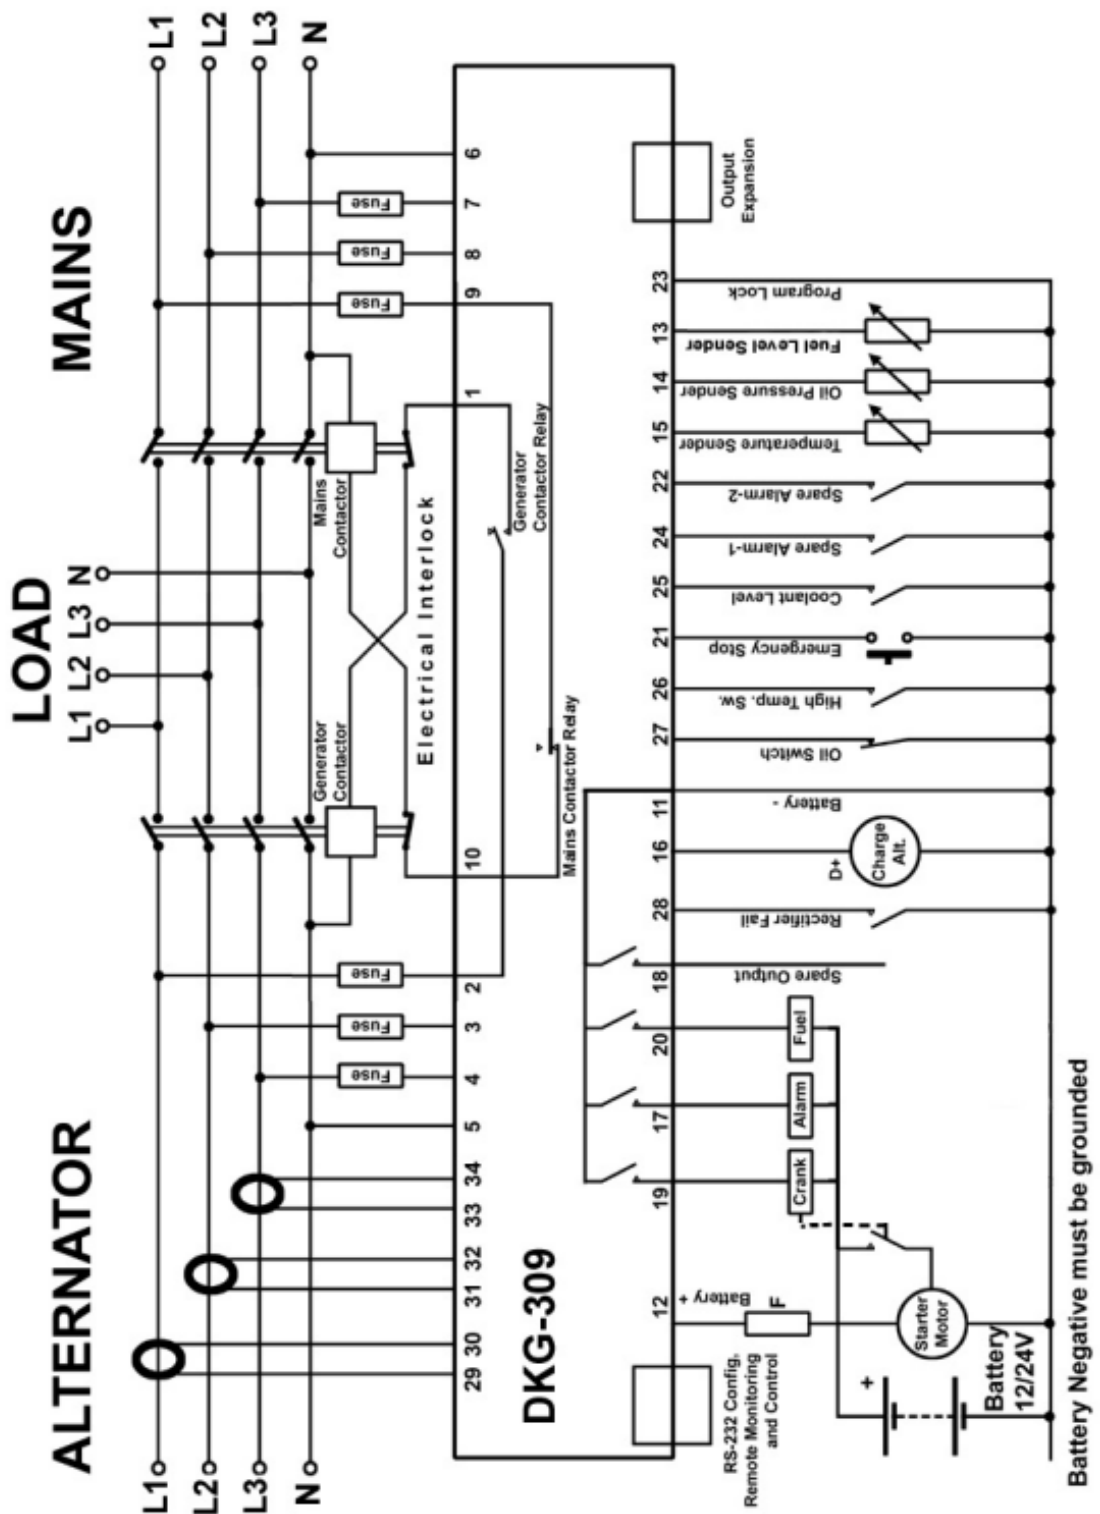 ALTERNATOR
LOAD
MAINS
L1
L2
L3
N
L1
L2
L3
N
L1
L2
L3
N
Generator
Contactor
Mains
Contactor
Electrical Interlock
Fuse
Fuse
Fuse
Fuse
Fuse
Fuse
29
30
31
32
33
34
5
4
3
2
10
1
9
8
7
6
Mains Contactor Relay
Generator
Contactor Relay
DKG-309
RS-232 Config,
Remote Monitoring
and Control
Output
Expansion
12
19
17
20
18
28
16
11
27
26
21
25
24
22
15
14
13
23
Battery +
F
Crank
Alarm
Fuel
Spare Output
Rectifier Fail
D+
Charge
Alt.
Battery -
Oil Switch
High Temp. Sw.
Emergency Stop
Coolant Level
Spare Alarm-1
Spare Alarm-2
Temperature Sender
Oil Pressure Sender
Fuel Level Sender
Program Lock
Starter
Motor
+
Battery
12/24V
Battery Negative must be grounded